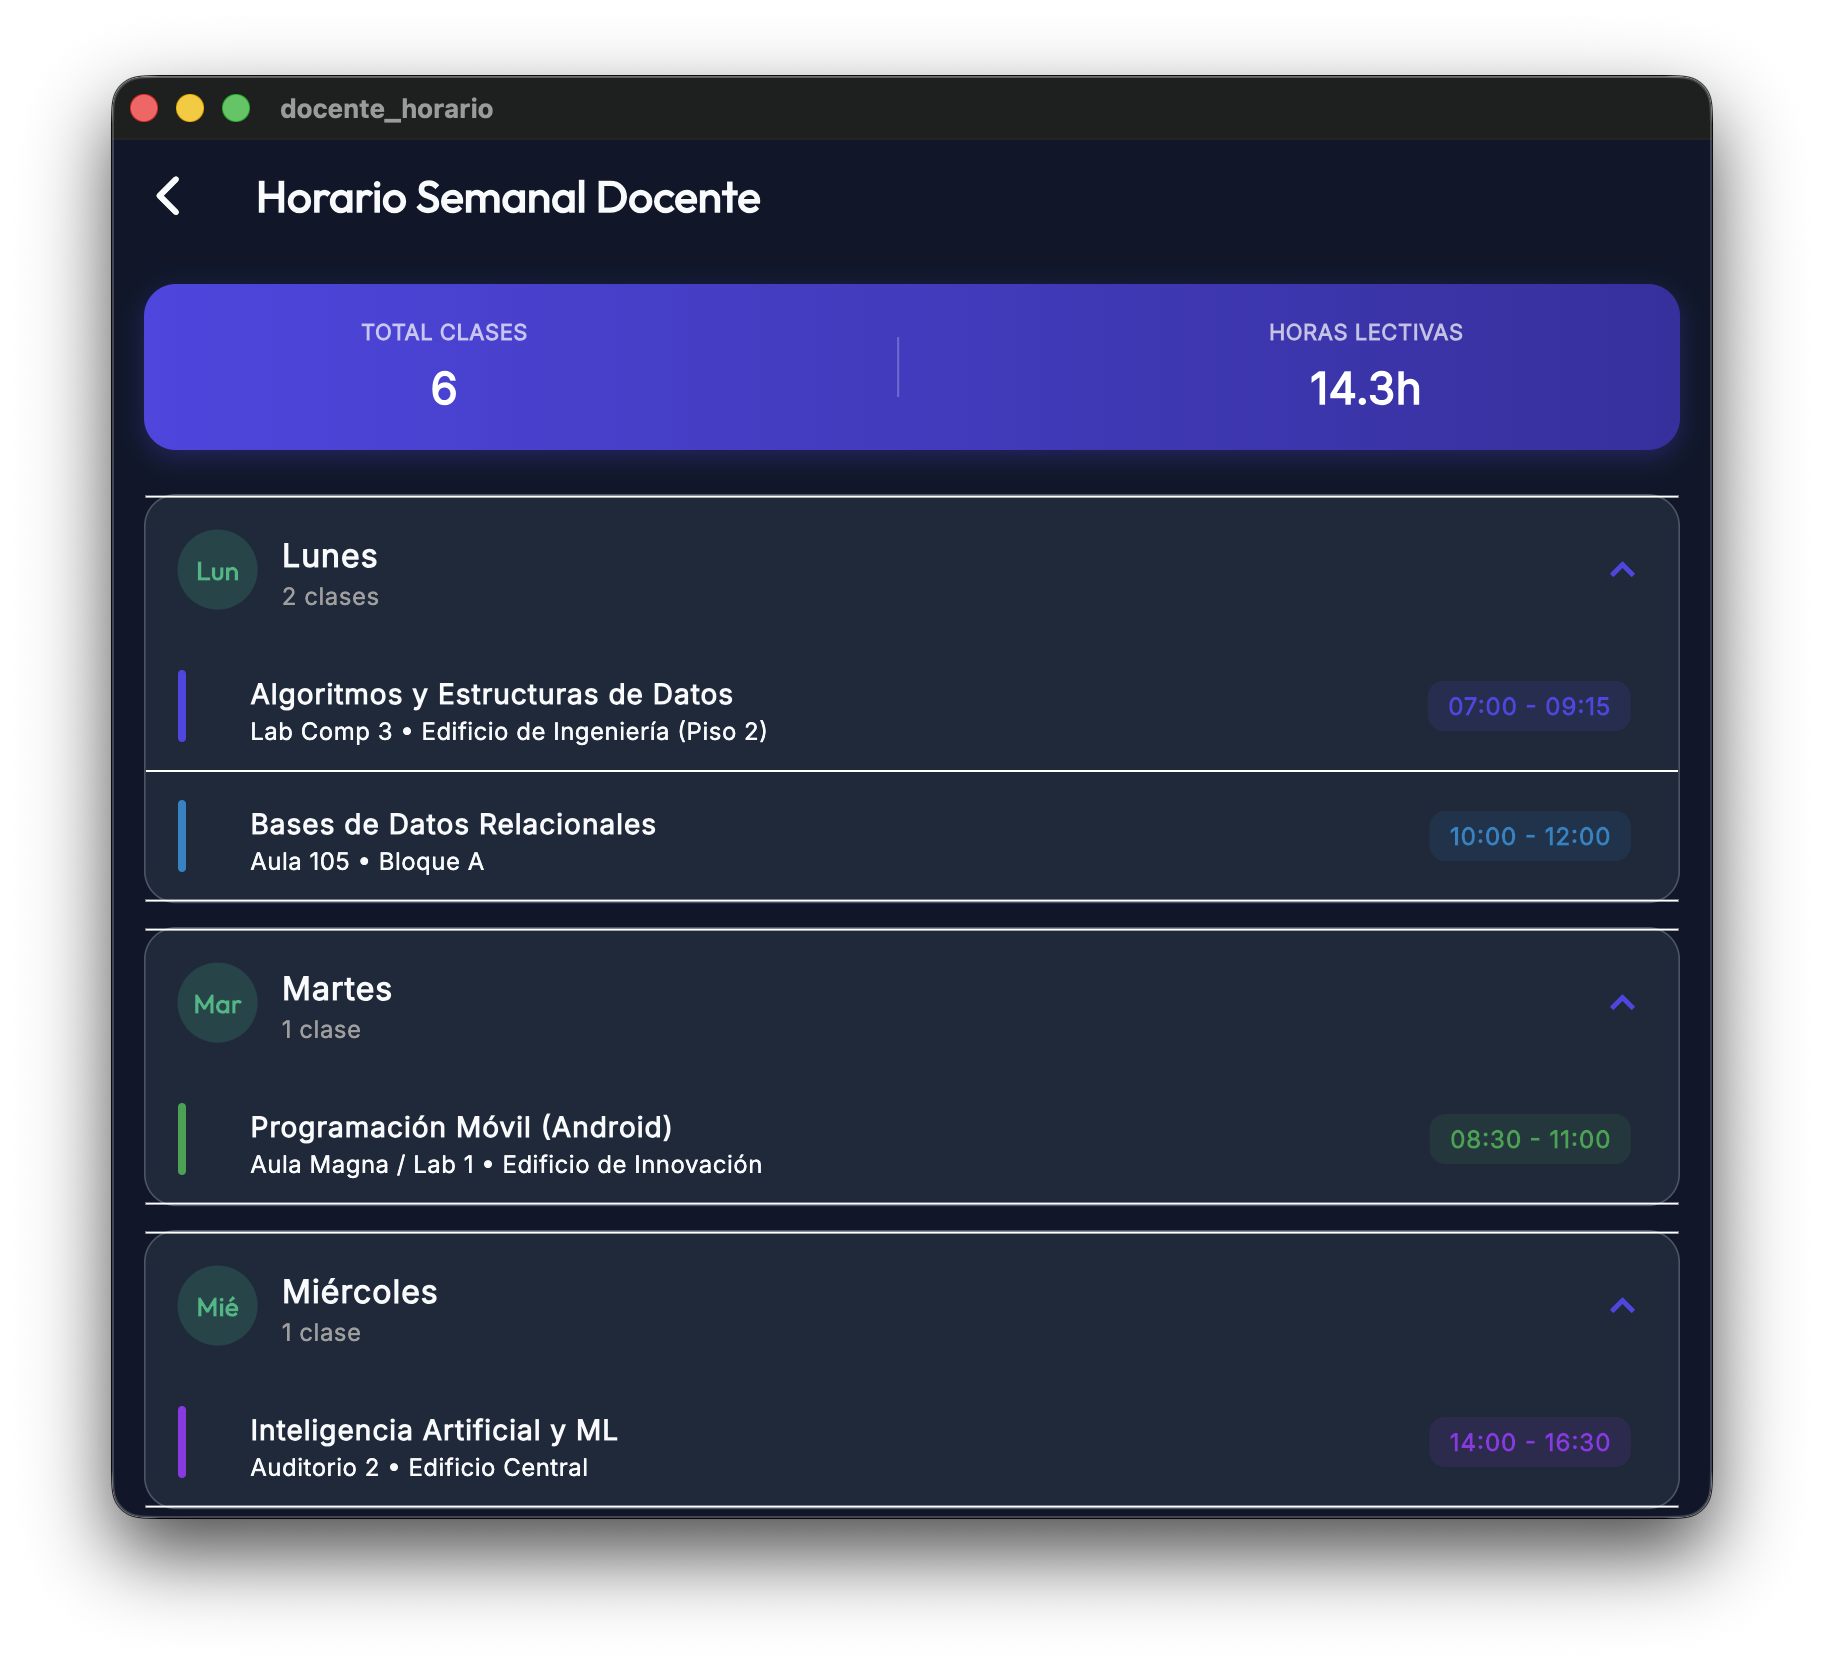 docente_horario
Horario Semanal Docente
TOTAL CLASES
6
HORAS LECTIVAS
14.3h
Lun
Lunes
2 clases
Algoritmos y Estructuras de Datos
Lab Comp 3 • Edificio de Ingeniería (Piso 2)
07:00 - 09:15
Bases de Datos Relacionales
Aula 105 • Bloque A
10:00 - 12:00
Mar
Martes
1 clase
Programación Móvil (Android)
Aula Magna / Lab 1 • Edificio de Innovación
08:30 - 11:00
Mié
Miércoles
1 clase
Inteligencia Artificial y ML
Auditorio 2 • Edificio Central
14:00 - 16:30